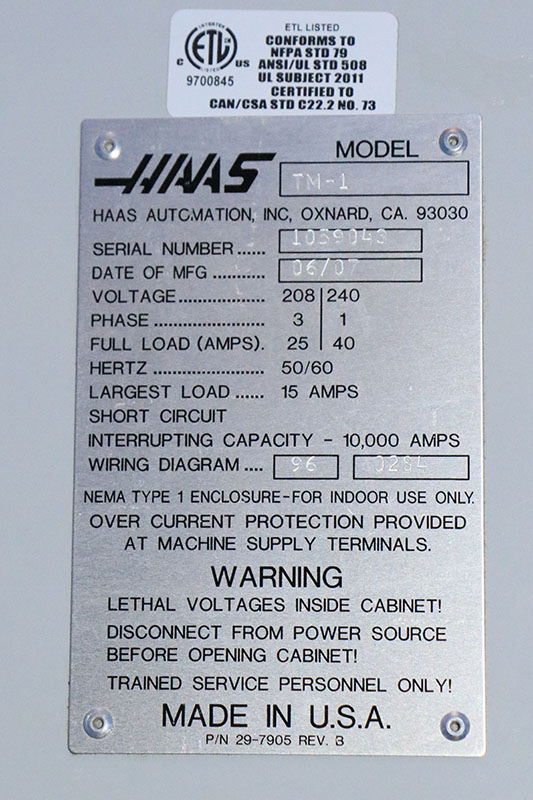 ETL LISTED
CONFORMS TO
NFPA STD 79
ANSI/UL STD 508
UL SUBJECT 2011
CERTIFIED TO
CAN/CSA STD C22.2 NO. 73
INTERTEK
C ETL US
LISTED
9700845
MODEL
HAAS TM-1
HAAS AUTOMATION, INC, OXNARD, CA. 93030
SERIAL NUMBER ......
DATE OF MFG .......... 06/07
VOLTAGE.................. 208 | 240
PHASE ...................... 3 | 1
FULL LOAD (AMPS). 25 | 40
HERTZ ...................... 50/60
LARGEST LOAD ...... 15 AMPS
SHORT CIRCUIT
INTERRUPTING CAPACITY - 10,000 AMPS
WIRING DIAGRAM .... 96 0284
NEMA TYPE 1 ENCLOSURE-FOR INDOOR USE ONLY.
OVER CURRENT PROTECTION PROVIDED
AT MACHINE SUPPLY TERMINALS.
WARNING
LETHAL VOLTAGES INSIDE CABINET!
DISCONNECT FROM POWER SOURCE
BEFORE OPENING CABINET!
TRAINED SERVICE PERSONNEL ONLY!
MADE IN U.S.A.
P/N 29-7905 REV. B